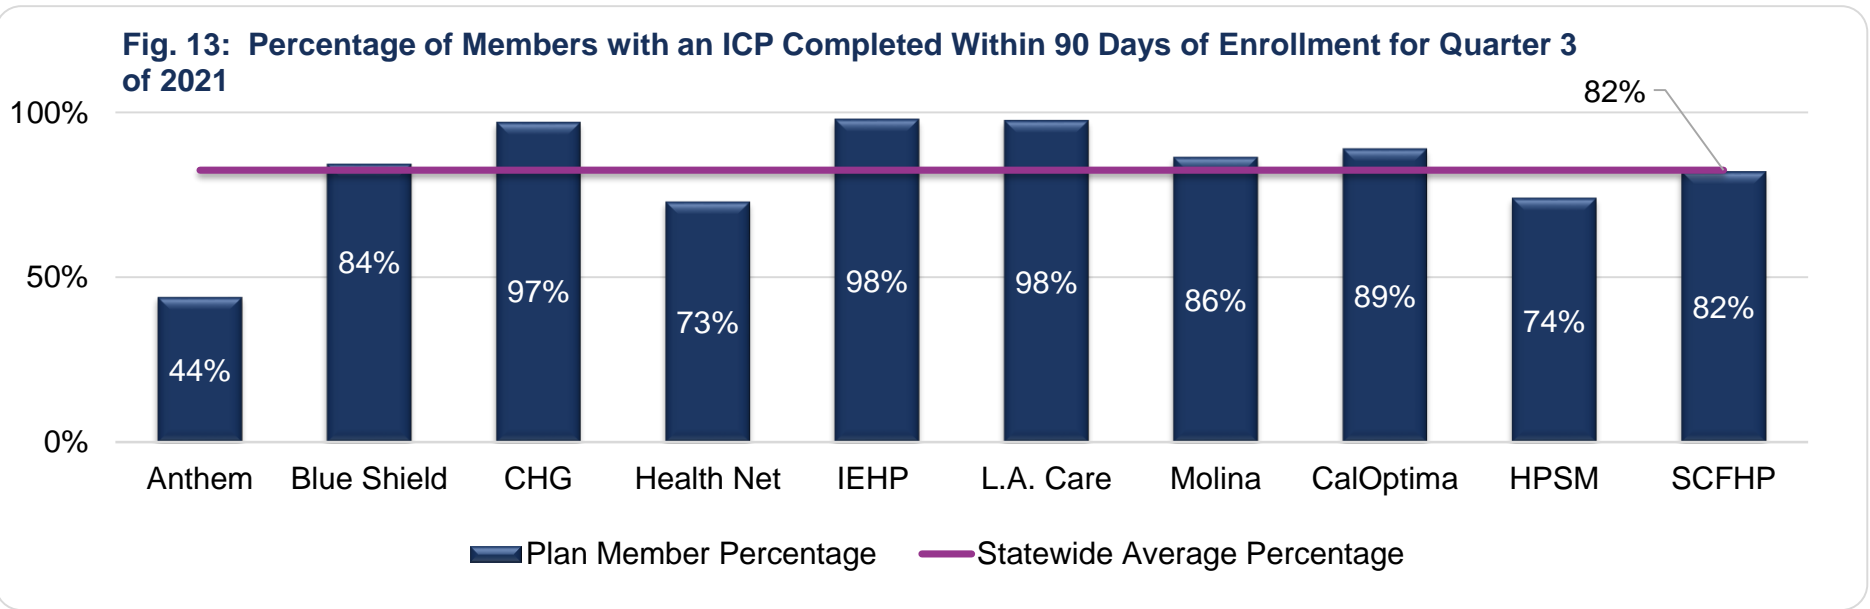 Fig. 13:  Percentage of Members with an ICP Completed Within 90 Days of Enrollment for Quarter 3
of 2021
82%
100%
50%
0%
44%
84%
97%
73%
98%
98%
86%
89%
74%
82%
Anthem
Blue Shield
CHG
Health Net
IEHP
L.A. Care
Molina
CalOptima
HPSM
SCFHP
Plan Member Percentage
Statewide Average Percentage